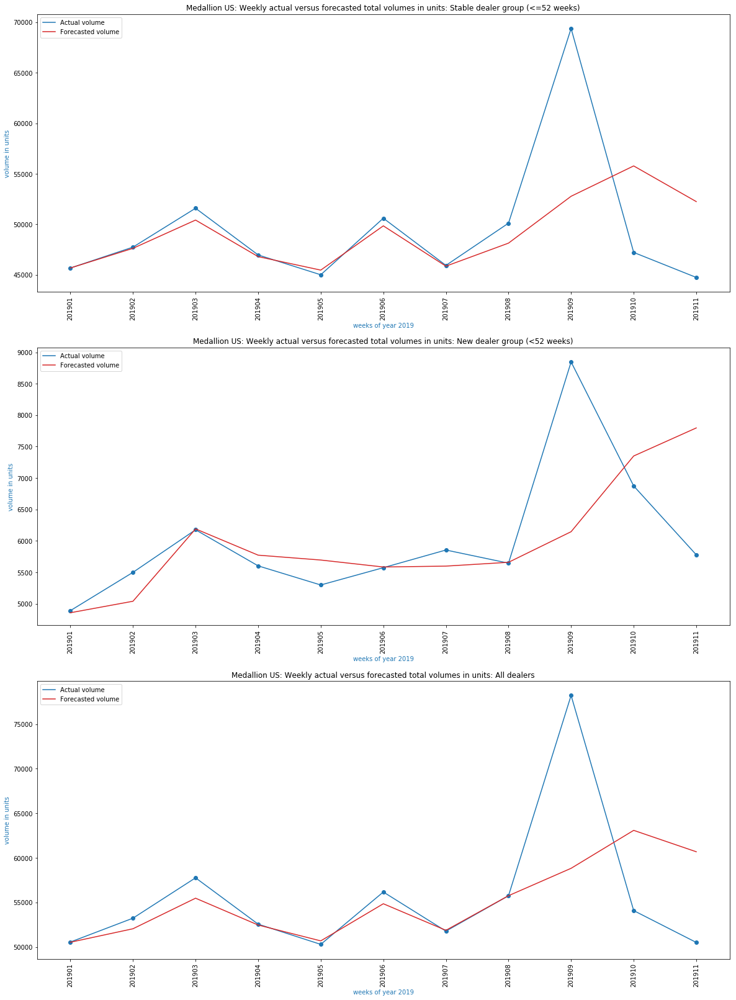 Medallion US: Weekly actual versus forecasted total volumes in units: Stable dealer group (<=52 weeks)
Actual volume
Forecasted volume
70000
65000
60000
55000
50000
45000
volume in units
201901 201902 201903 201904 201905 201906 201907 201908 201909 201910 201911
weeks of year 2019
Medallion US: Weekly actual versus forecasted total volumes in units: New dealer group (<52 weeks)
Actual volume
Forecasted volume
9000
8500
8000
7500
7000
6500
6000
5500
5000
volume in units
201901 201902 201903 201904 201905 201906 201907 201908 201909 201910 201911
weeks of year 2019
Medallion US: Weekly actual versus forecasted total volumes in units: All dealers
Actual volume
Forecasted volume
75000
70000
65000
60000
55000
50000
volume in units
201901 201902 201903 201904 201905 201906 201907 201908 201909 201910 201911
weeks of year 2019